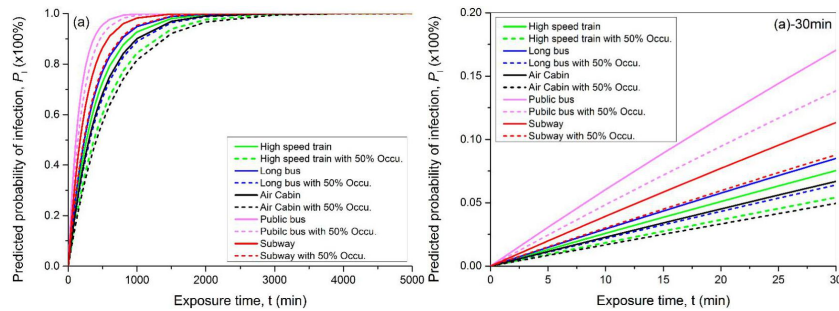 (a)
Predicted probability of infection, P_I (x100%)
1.0
0.8
0.6
0.4
0.2
0.0
High speed train
High speed train with 50% Occu.
Long bus
Long bus with 50% Occu.
Air Cabin
Air Cabin with 50% Occu.
Public bus
Pubilc bus with 50% Occu.
Subway
Subway with 50% Occu.
0 1000 2000 3000 4000 5000
Exposure time, t (min)
(a)-30min
Predicted probability of infection, P_I (x100%)
0.20
0.15
0.10
0.05
0.00
High speed train
High speed train with 50% Occu.
Long bus
Long bus with 50% Occu.
Air Cabin
Air Cabin with 50% Occu.
Public bus
Pubilc bus with 50% Occu.
Subway
Subway with 50% Occu.
0 5 10 15 20 25 30
Exposure time, t (min)